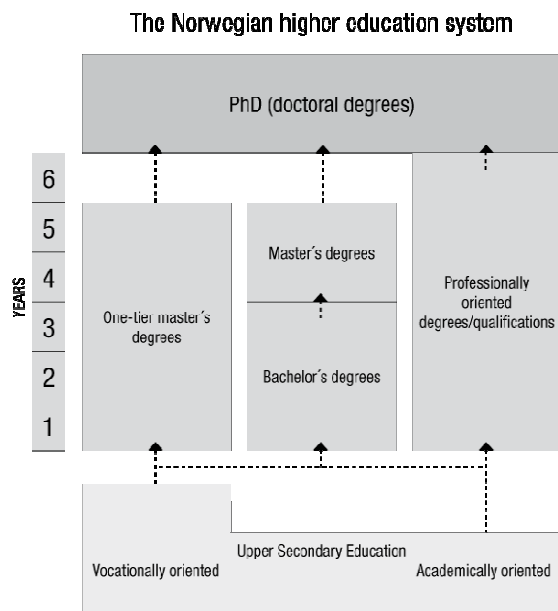 The Norwegian higher education system
PhD (doctoral degrees)
YEARS
6
5
4
3
2
1
One-tier master´s
degrees
Master´s degrees
Bachelor´s degrees
Professionally
oriented
degrees/qualifications
Upper Secondary Education
Vocationally oriented
Academically oriented